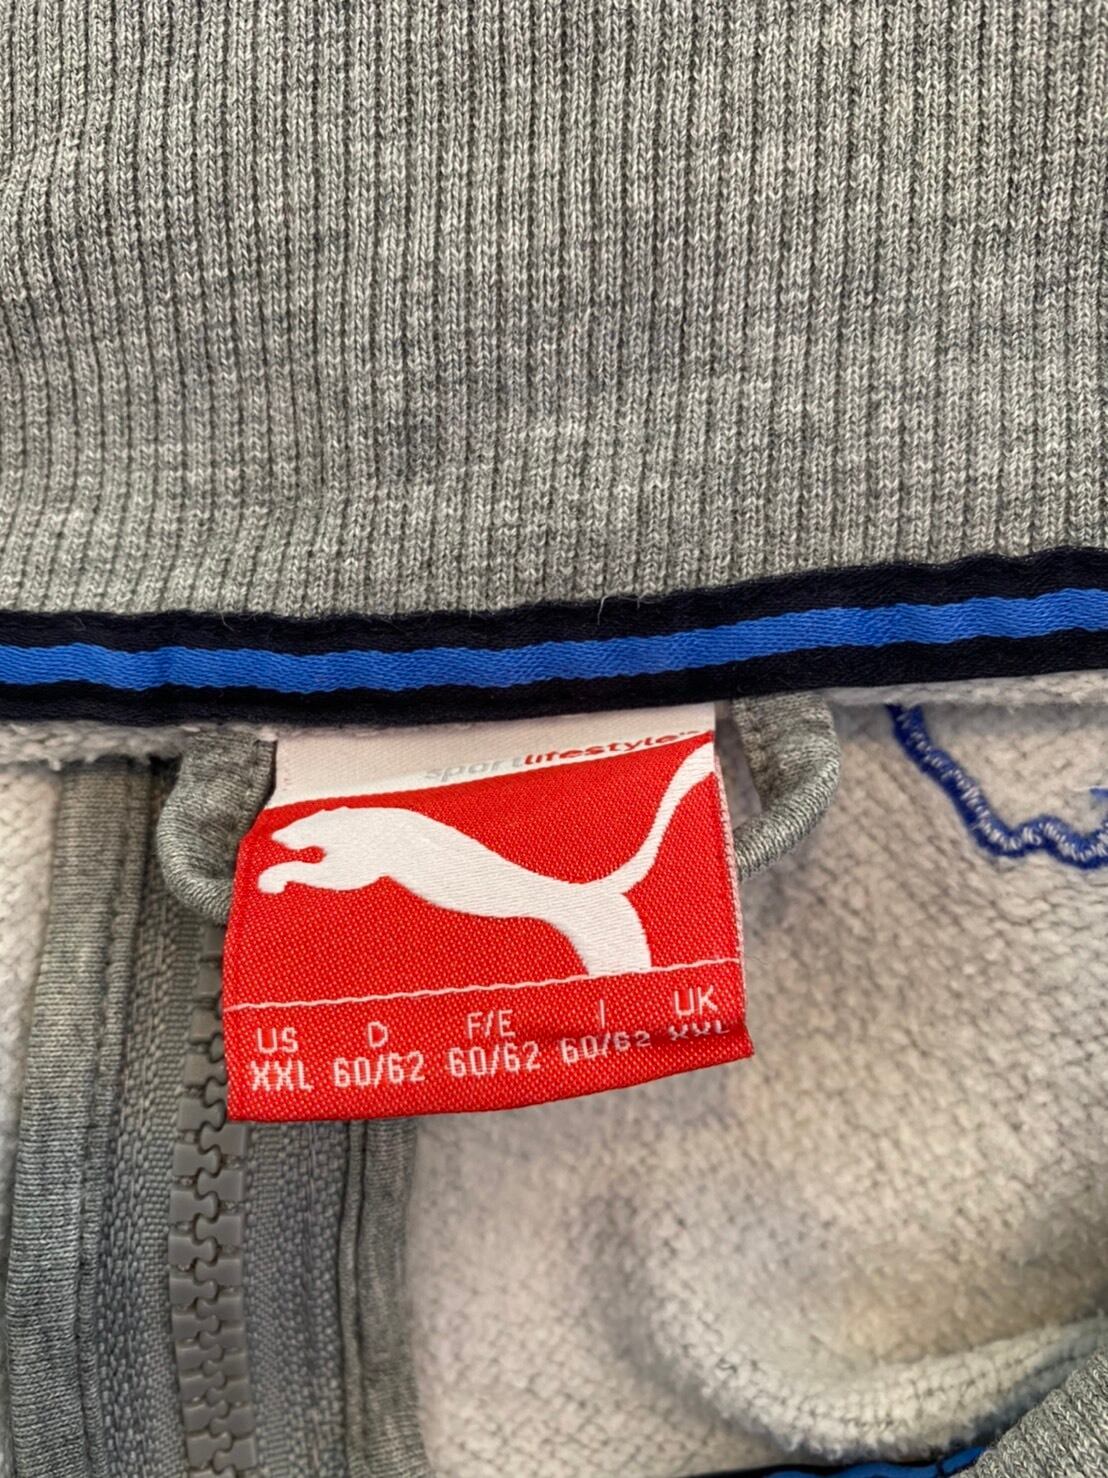 sportlifestyle
US D F/E I UK
XXL 60/62 60/62 60/62 XXL